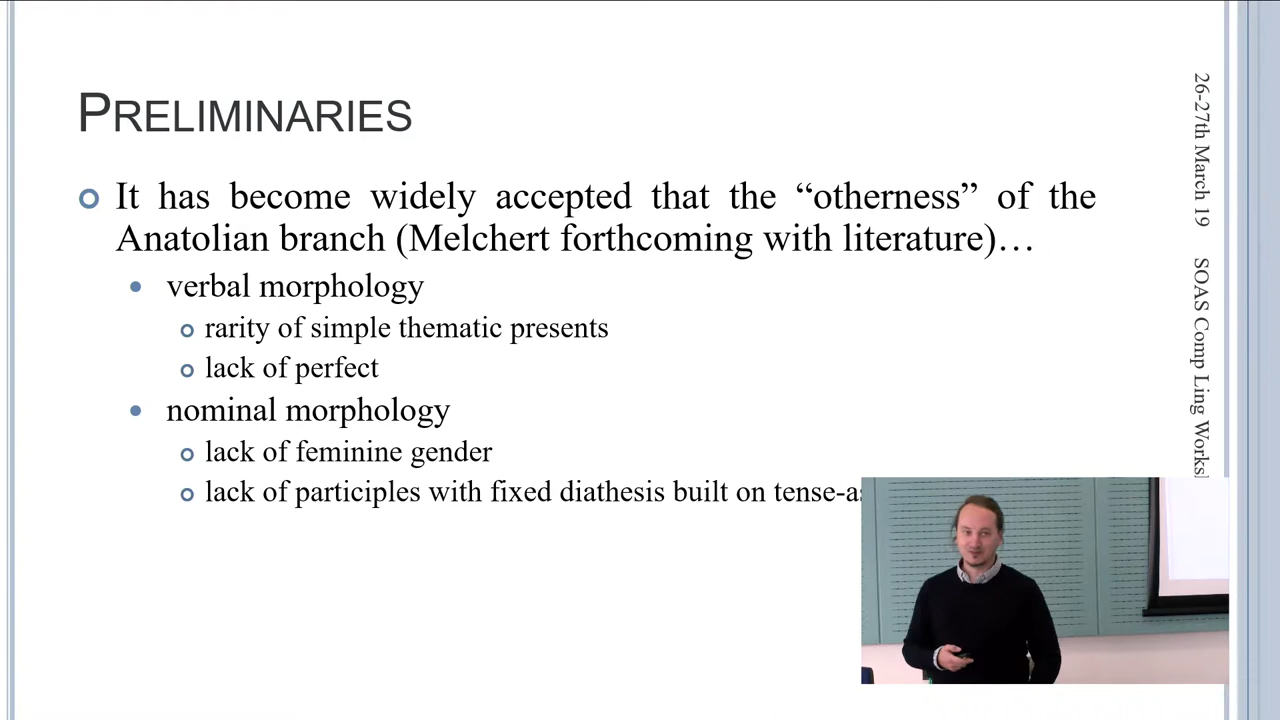 PRELIMINARIES
It has become widely accepted that the “otherness” of the
Anatolian branch (Melchert forthcoming with literature)…
verbal morphology
rarity of simple thematic presents
lack of perfect
nominal morphology
lack of feminine gender
lack of participles with fixed diathesis built on
26-27th March 19 SOAS Comp Ling